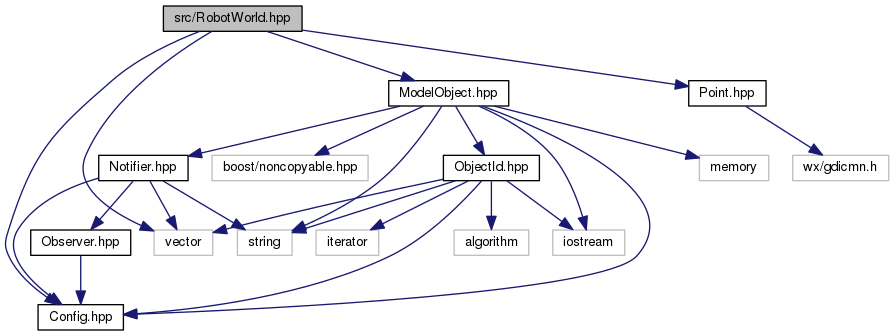 src/RobotWorld.hpp
ModelObject.hpp
Point.hpp
Notifier.hpp
boost/noncopyable.hpp
ObjectId.hpp
memory
wx/gdicmn.h
Observer.hpp
vector
string
iterator
algorithm
iostream
Config.hpp